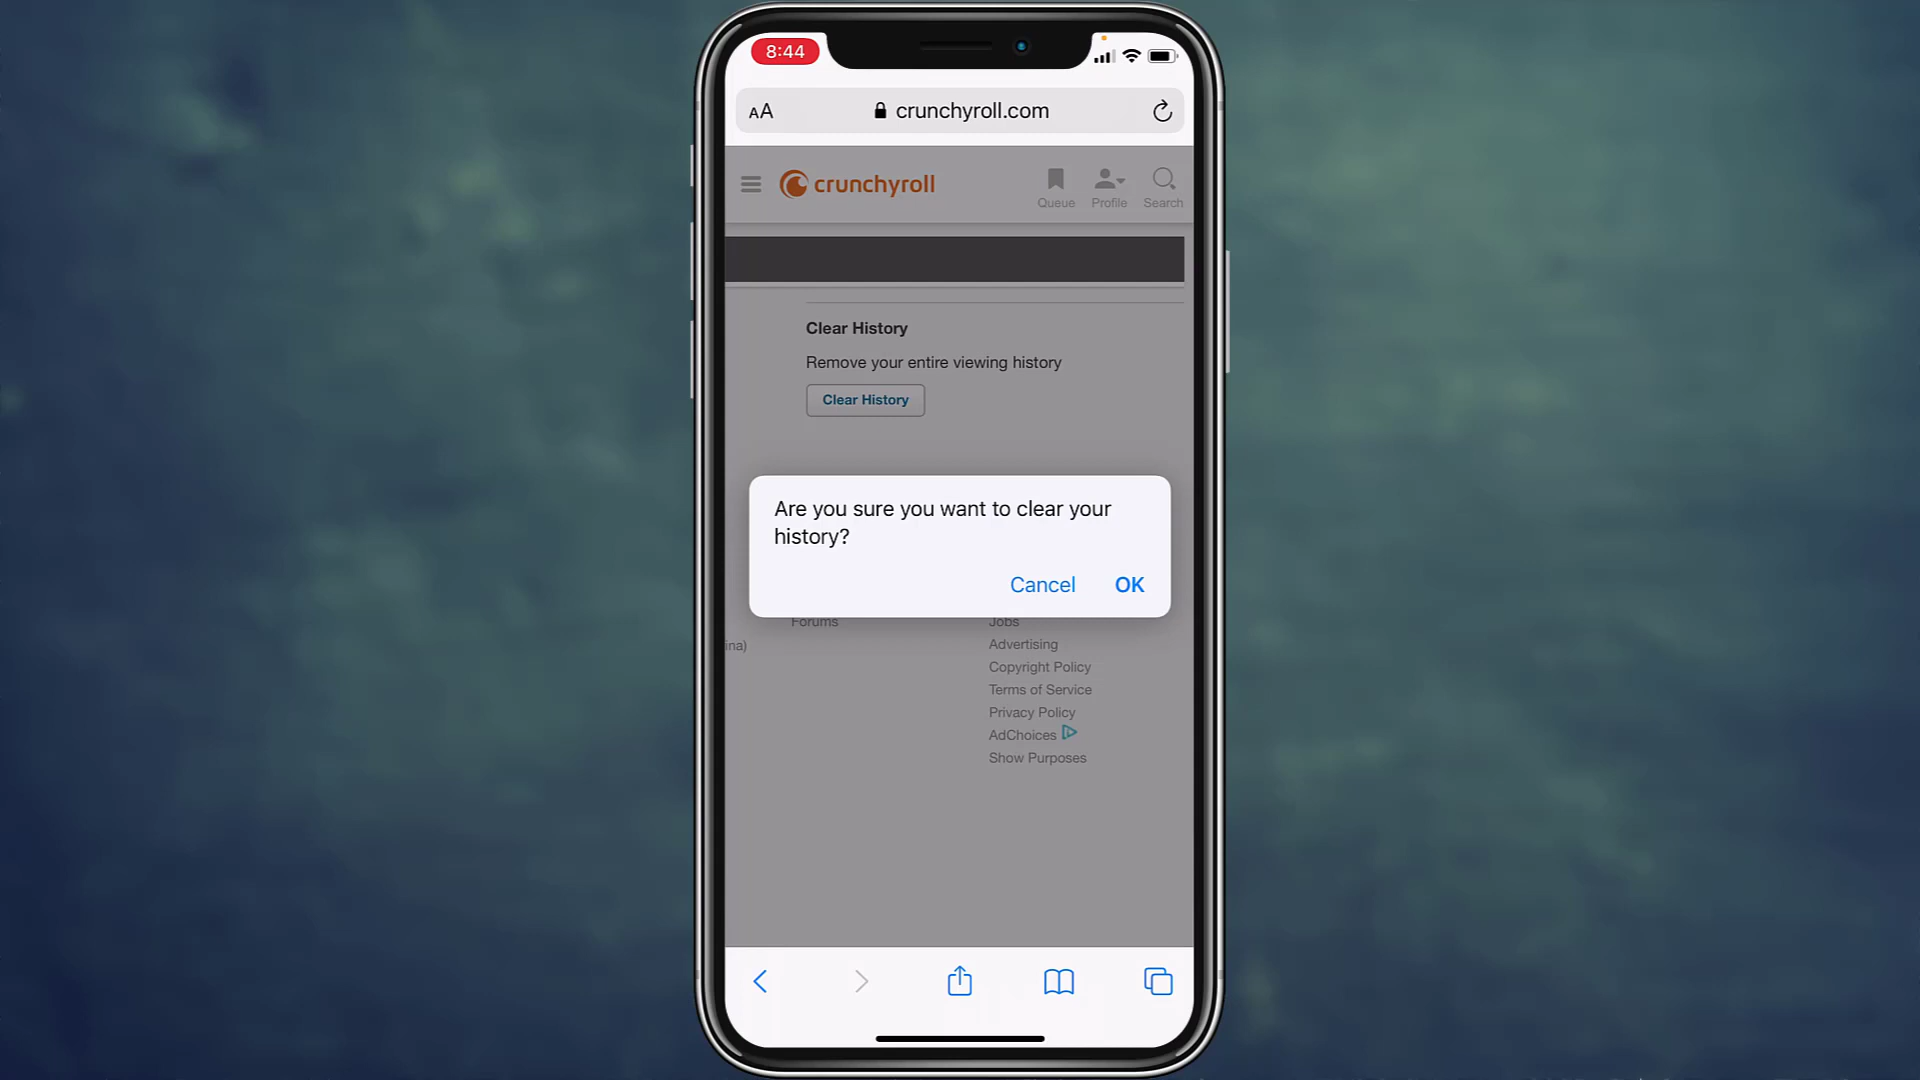 8:44
AA crunchyroll.com
crunchyroll
Queue Profile Search
Clear History
Remove your entire viewing history
Clear History
Are you sure you want to clear your
history?
Cancel OK
Forums Jobs
ina) Advertising
Copyright Policy
Terms of Service
Privacy Policy
AdChoices
Show Purposes